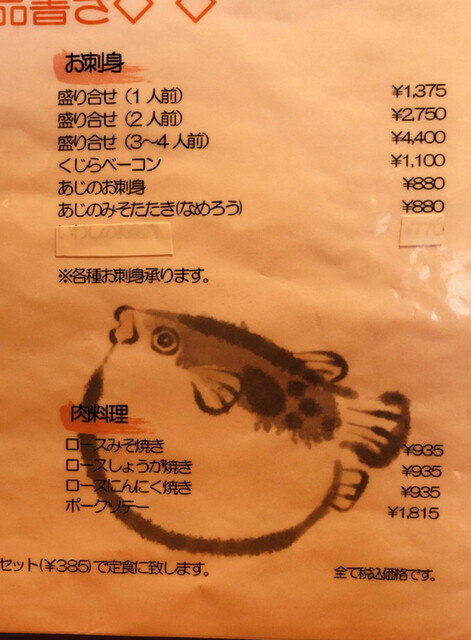 品書き◇ ◇
お刺身
盛り合せ（1人前） ¥1,375
盛り合せ（2人前） ¥2,750
盛り合せ（3〜4人前） ¥4,400
くじらベーコン ¥1,100
あじのお刺身 ¥880
あじのみそたたき(なめろう) ¥880
※各種お刺身承ります。
肉料理
ロースみそ焼き ¥935
ロースしょうが焼き ¥935
ロースにんにく焼き ¥935
ポークソテー ¥1,815
セット(¥385)で定食に致します。
全て税込価格です。